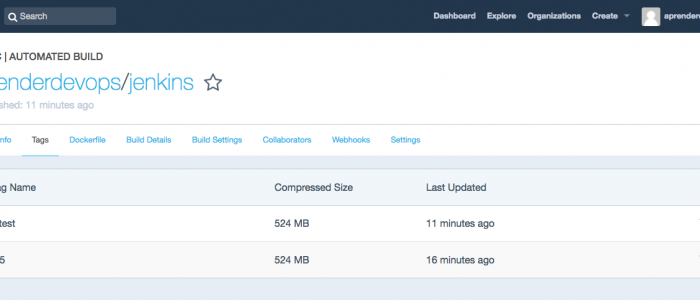 Search Dashboard Explore Organizations Create aprender
C | AUTOMATED BUILD
enderdevops/jenkins
shed: 11 minutes ago
nfo Tags Dockerfile Build Details Build Settings Collaborators Webhooks Settings
ag Name Compressed Size Last Updated
test 524 MB 11 minutes ago
5 524 MB 16 minutes ago